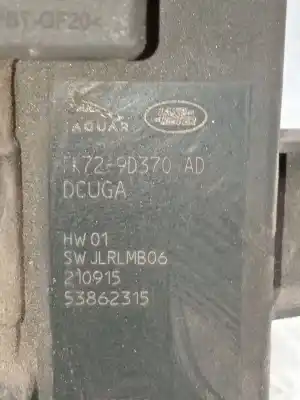 JAGUAR
FK72-9D370 AD
DCUGA
HW 01
SW JLRLMB06
210915
53862315